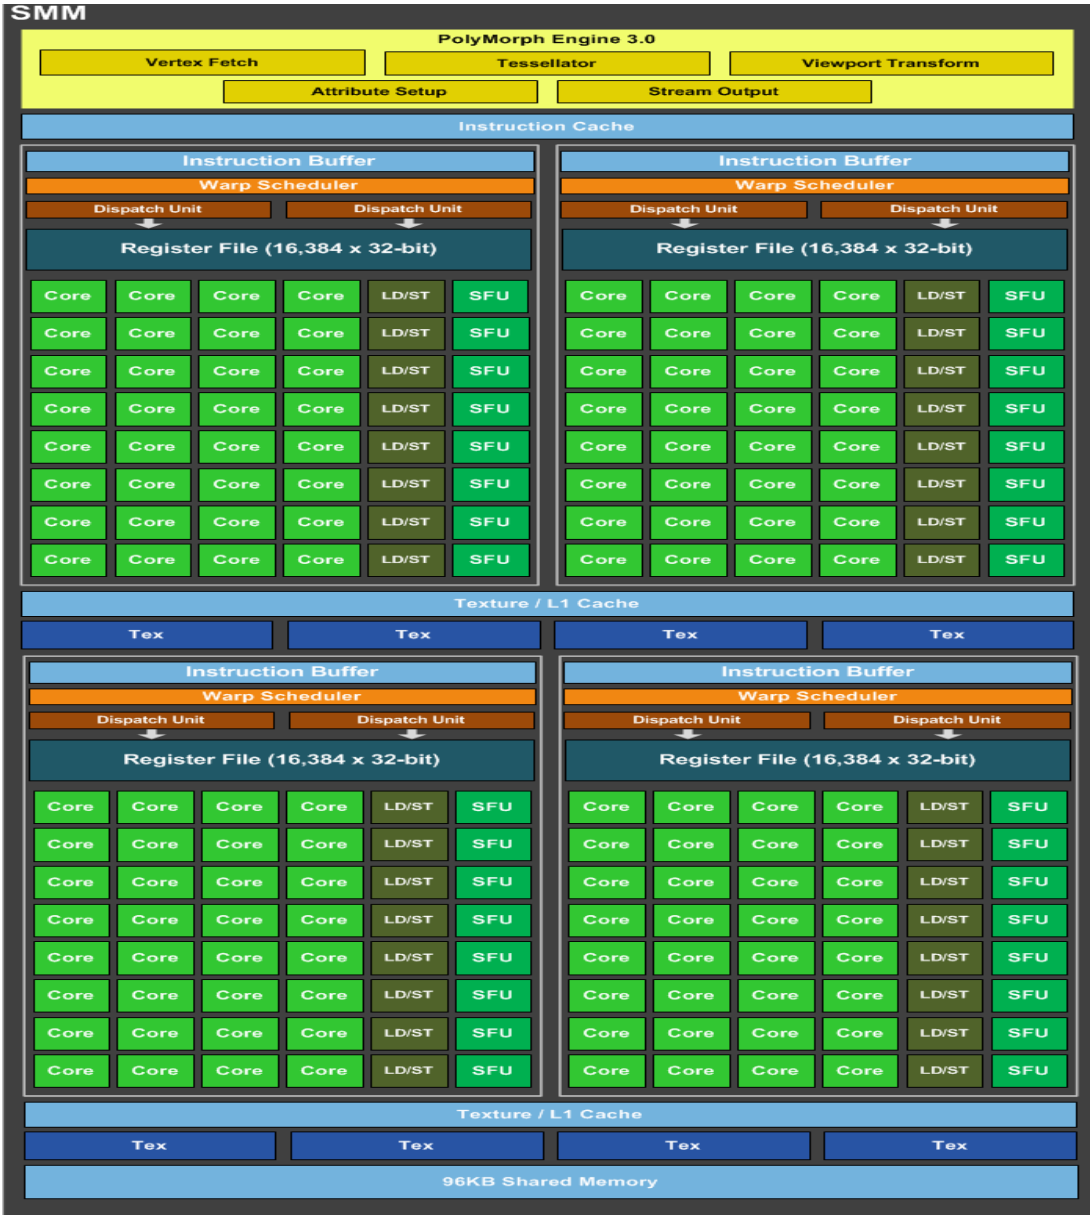 SMM
PolyMorph Engine 3.0
Vertex Fetch Tessellator Viewport Transform
Attribute Setup Stream Output
Instruction Cache
Instruction Buffer Instruction Buffer
Warp Scheduler Warp Scheduler
Dispatch Unit Dispatch Unit Dispatch Unit Dispatch Unit
Register File (16,384 x 32-bit) Register File (16,384 x 32-bit)
Core Core Core Core LD/ST SFU Core Core Core Core LD/ST SFU
Core Core Core Core LD/ST SFU Core Core Core Core LD/ST SFU
Core Core Core Core LD/ST SFU Core Core Core Core LD/ST SFU
Core Core Core Core LD/ST SFU Core Core Core Core LD/ST SFU
Core Core Core Core LD/ST SFU Core Core Core Core LD/ST SFU
Core Core Core Core LD/ST SFU Core Core Core Core LD/ST SFU
Core Core Core Core LD/ST SFU Core Core Core Core LD/ST SFU
Core Core Core Core LD/ST SFU Core Core Core Core LD/ST SFU
Texture / L1 Cache
Tex Tex Tex Tex
Instruction Buffer Instruction Buffer
Warp Scheduler Warp Scheduler
Dispatch Unit Dispatch Unit Dispatch Unit Dispatch Unit
Register File (16,384 x 32-bit) Register File (16,384 x 32-bit)
Core Core Core Core LD/ST SFU Core Core Core Core LD/ST SFU
Core Core Core Core LD/ST SFU Core Core Core Core LD/ST SFU
Core Core Core Core LD/ST SFU Core Core Core Core LD/ST SFU
Core Core Core Core LD/ST SFU Core Core Core Core LD/ST SFU
Core Core Core Core LD/ST SFU Core Core Core Core LD/ST SFU
Core Core Core Core LD/ST SFU Core Core Core Core LD/ST SFU
Core Core Core Core LD/ST SFU Core Core Core Core LD/ST SFU
Core Core Core Core LD/ST SFU Core Core Core Core LD/ST SFU
Texture / L1 Cache
Tex Tex Tex Tex
96KB Shared Memory